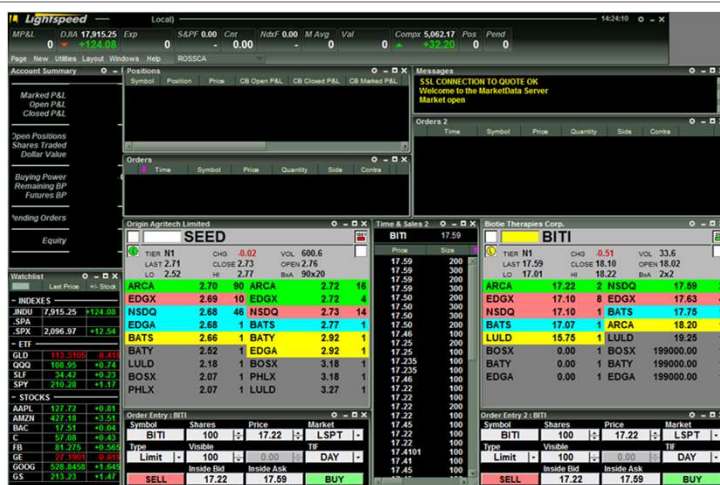 Lightspeed Local) 14:24:10
MP&L DJIA 17,915.25 Exp S&PF 0.00 Cnt NdxF 0.00 M Avg Val Compx 5,062.17 Pos Pend
0 +124.08 0 - 0.00 - 0 0 +32.20 0 0
Page New Utilities Layout Windows Help ROSSCA
Account Summary
Marked P&L
Open P&L
Closed P&L
Open Positions
Shares Traded
Dollar Value
Buying Power
Remaining BP
Futures BP
Pending Orders
Equity
Positions
Symbol Position Price CB Open P&L CB Closed P&L CB Marked P&L
Orders
Time Symbol Price Quantity Side Contra
Messages
SSL CONNECTION TO QUOTE OK
Welcome to the MarketData Server
Market open
Orders 2
Time Symbol Price Quantity Side Contra
Watchlist
Last Price +/- Stock
- INDEXES
.INDU 7,915.25 +124.08
.SPA
.SPX 2,096.97 +12.54
- ETF
GLD
QQQ 108.95 +0.74
SLF 34.42 +0.23
SPY 210.28 +1.17
- STOCKS
AAPL 127.72 +0.81
AMZN 427.18 +3.51
BAC 17.51 +0.04
C 57.08 +0.43
FB 81.275 +0.565
GE
GOOG 528.8458 +1.645
GS 213.23 +1.47
Origin Agritech Limited
SEED
TIER N1 CHG -0.02 VOL 600.6
LAST 2.71 CLOSE 2.73 OPEN 2.76
LO 2.52 HI 2.77 BxA 90x20
ARCA 2.70 90 ARCA 2.72 16
EDGX 2.69 10 EDGX 2.72 4
NSDQ 2.68 46 NSDQ 2.73 14
EDGA 2.68 1 BATS 2.77 1
BATS 2.66 1 BATY 2.92 1
BATY 2.52 1 EDGA 2.92 1
LULD 2.18 1 BOSX 3.18 1
BOSX 2.07 1 PHLX 3.18 1
PHLX 2.07 1 LULD 3.27 1
Order Entry : BITI
Symbol Shares Price Market
BITI 100 17.22 LSPT
Type Visible TIF
Limit 100 0.00 DAY
Inside Bid Inside Ask
SELL 17.22 17.59 BUY
Time & Sales 2
BITI 17.59
Price Size
17.59 200
17.59 300
17.59 200
17.59 200
17.50 200
17.50 300
17.50 300
17.50 200
17.46 100
17.25 200
17.25 100
17.235 100
17.235 100
17.46 100
17.22 100
17.22 100
17.22 200
17.22 100
17.22 100
17.22 100
17.22 100
17.45 100
17.4101 100
17.41 100
17.45 100
Biotie Therapies Corp.
BITI
TIER N1 CHG -0.51 VOL 33.6
LAST 17.59 CLOSE 18.10 OPEN 18.02
LO 17.01 HI 18.22 BxA 2x2
ARCA 17.22 2 NSDQ 17.59
EDGX 17.10 8 EDGX 17.63
NSDQ 17.10 1 BATS 17.75
BATS 17.07 1 ARCA 18.20
LULD 15.75 1 LULD 19.25
BOSX 0.00 1 BOSX 199000.00
BATY 0.00 1 BATY 199000.00
EDGA 0.00 1 EDGA 199000.00
Order Entry 2 : BITI
Symbol Shares Price Market
BITI 100 17.22 LSPT
Type Visible TIF
Limit 100 0.00 DAY
Inside Bid Inside Ask
SELL 17.22 17.59 BUY